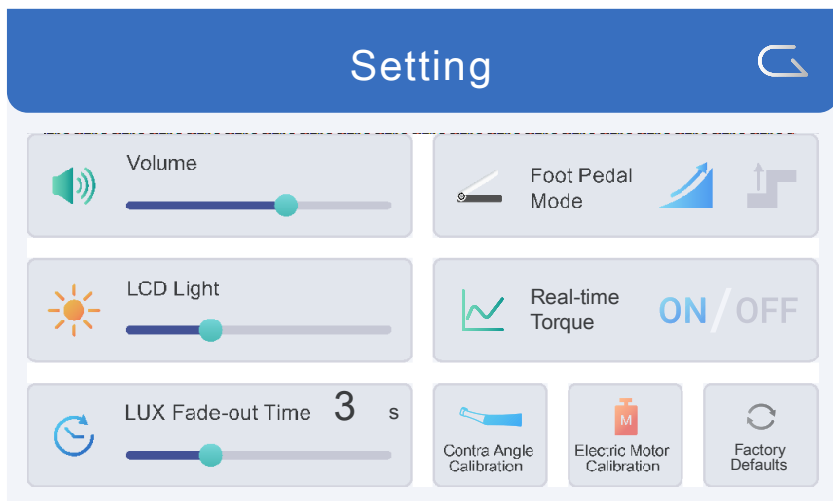 Setting
Volume
Foot Pedal
Mode
LCD Light
Real-time
Torque
ON/OFF
LUX Fade-out Time 3 s
Contra Angle
Calibration
M
Electric Motor
Calibration
Factory
Defaults